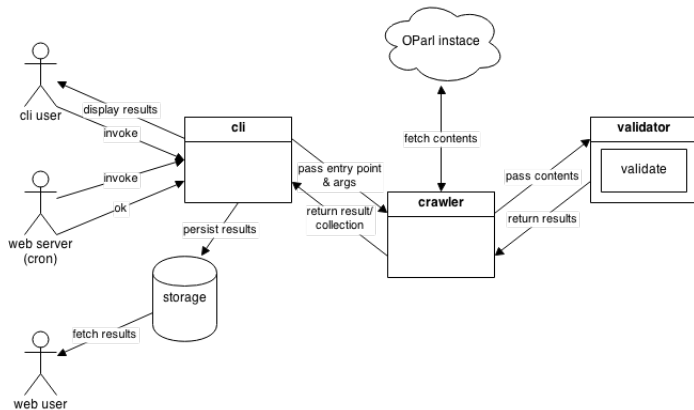 OParl instace
display results
cli user
cli
validator
invoke
fetch contents
pass entry point
& args
pass contents
validate
invoke
crawler
ok
return result/
collection
return results
web server
(cron)
persist results
storage
fetch results
web user